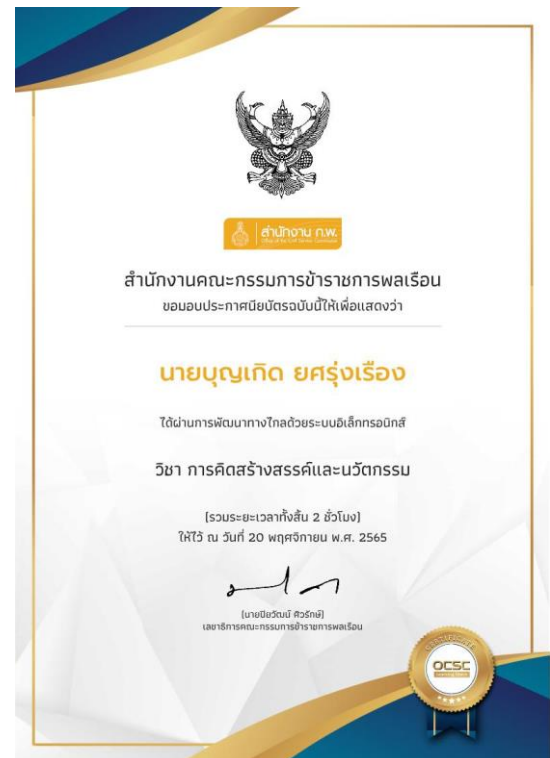 สำนักงาน ก.พ.
Office of the Civil Service Commission
สำนักงานคณะกรรมการข้าราชการพลเรือน
ขอมอบประกาศนียบัตรฉบับนี้ให้เพื่อแสดงว่า
นายบุญเกิด ยศรุ่งเรือง
ได้ผ่านการพัฒนาทางไกลด้วยระบบอิเล็กทรอนิกส์
วิชา การคิดสร้างสรรค์และนวัตกรรม
(รวมระยะเวลาทั้งสิ้น 2 ชั่วโมง)
ให้ไว้ ณ วันที่ 20 พฤศจิกายน พ.ศ. 2565
(นายปิยวัฒน์ ศิวรักษ์)
เลขาธิการคณะกรรมการข้าราชการพลเรือน
CERTIFICATE
OCSC
Learning Space